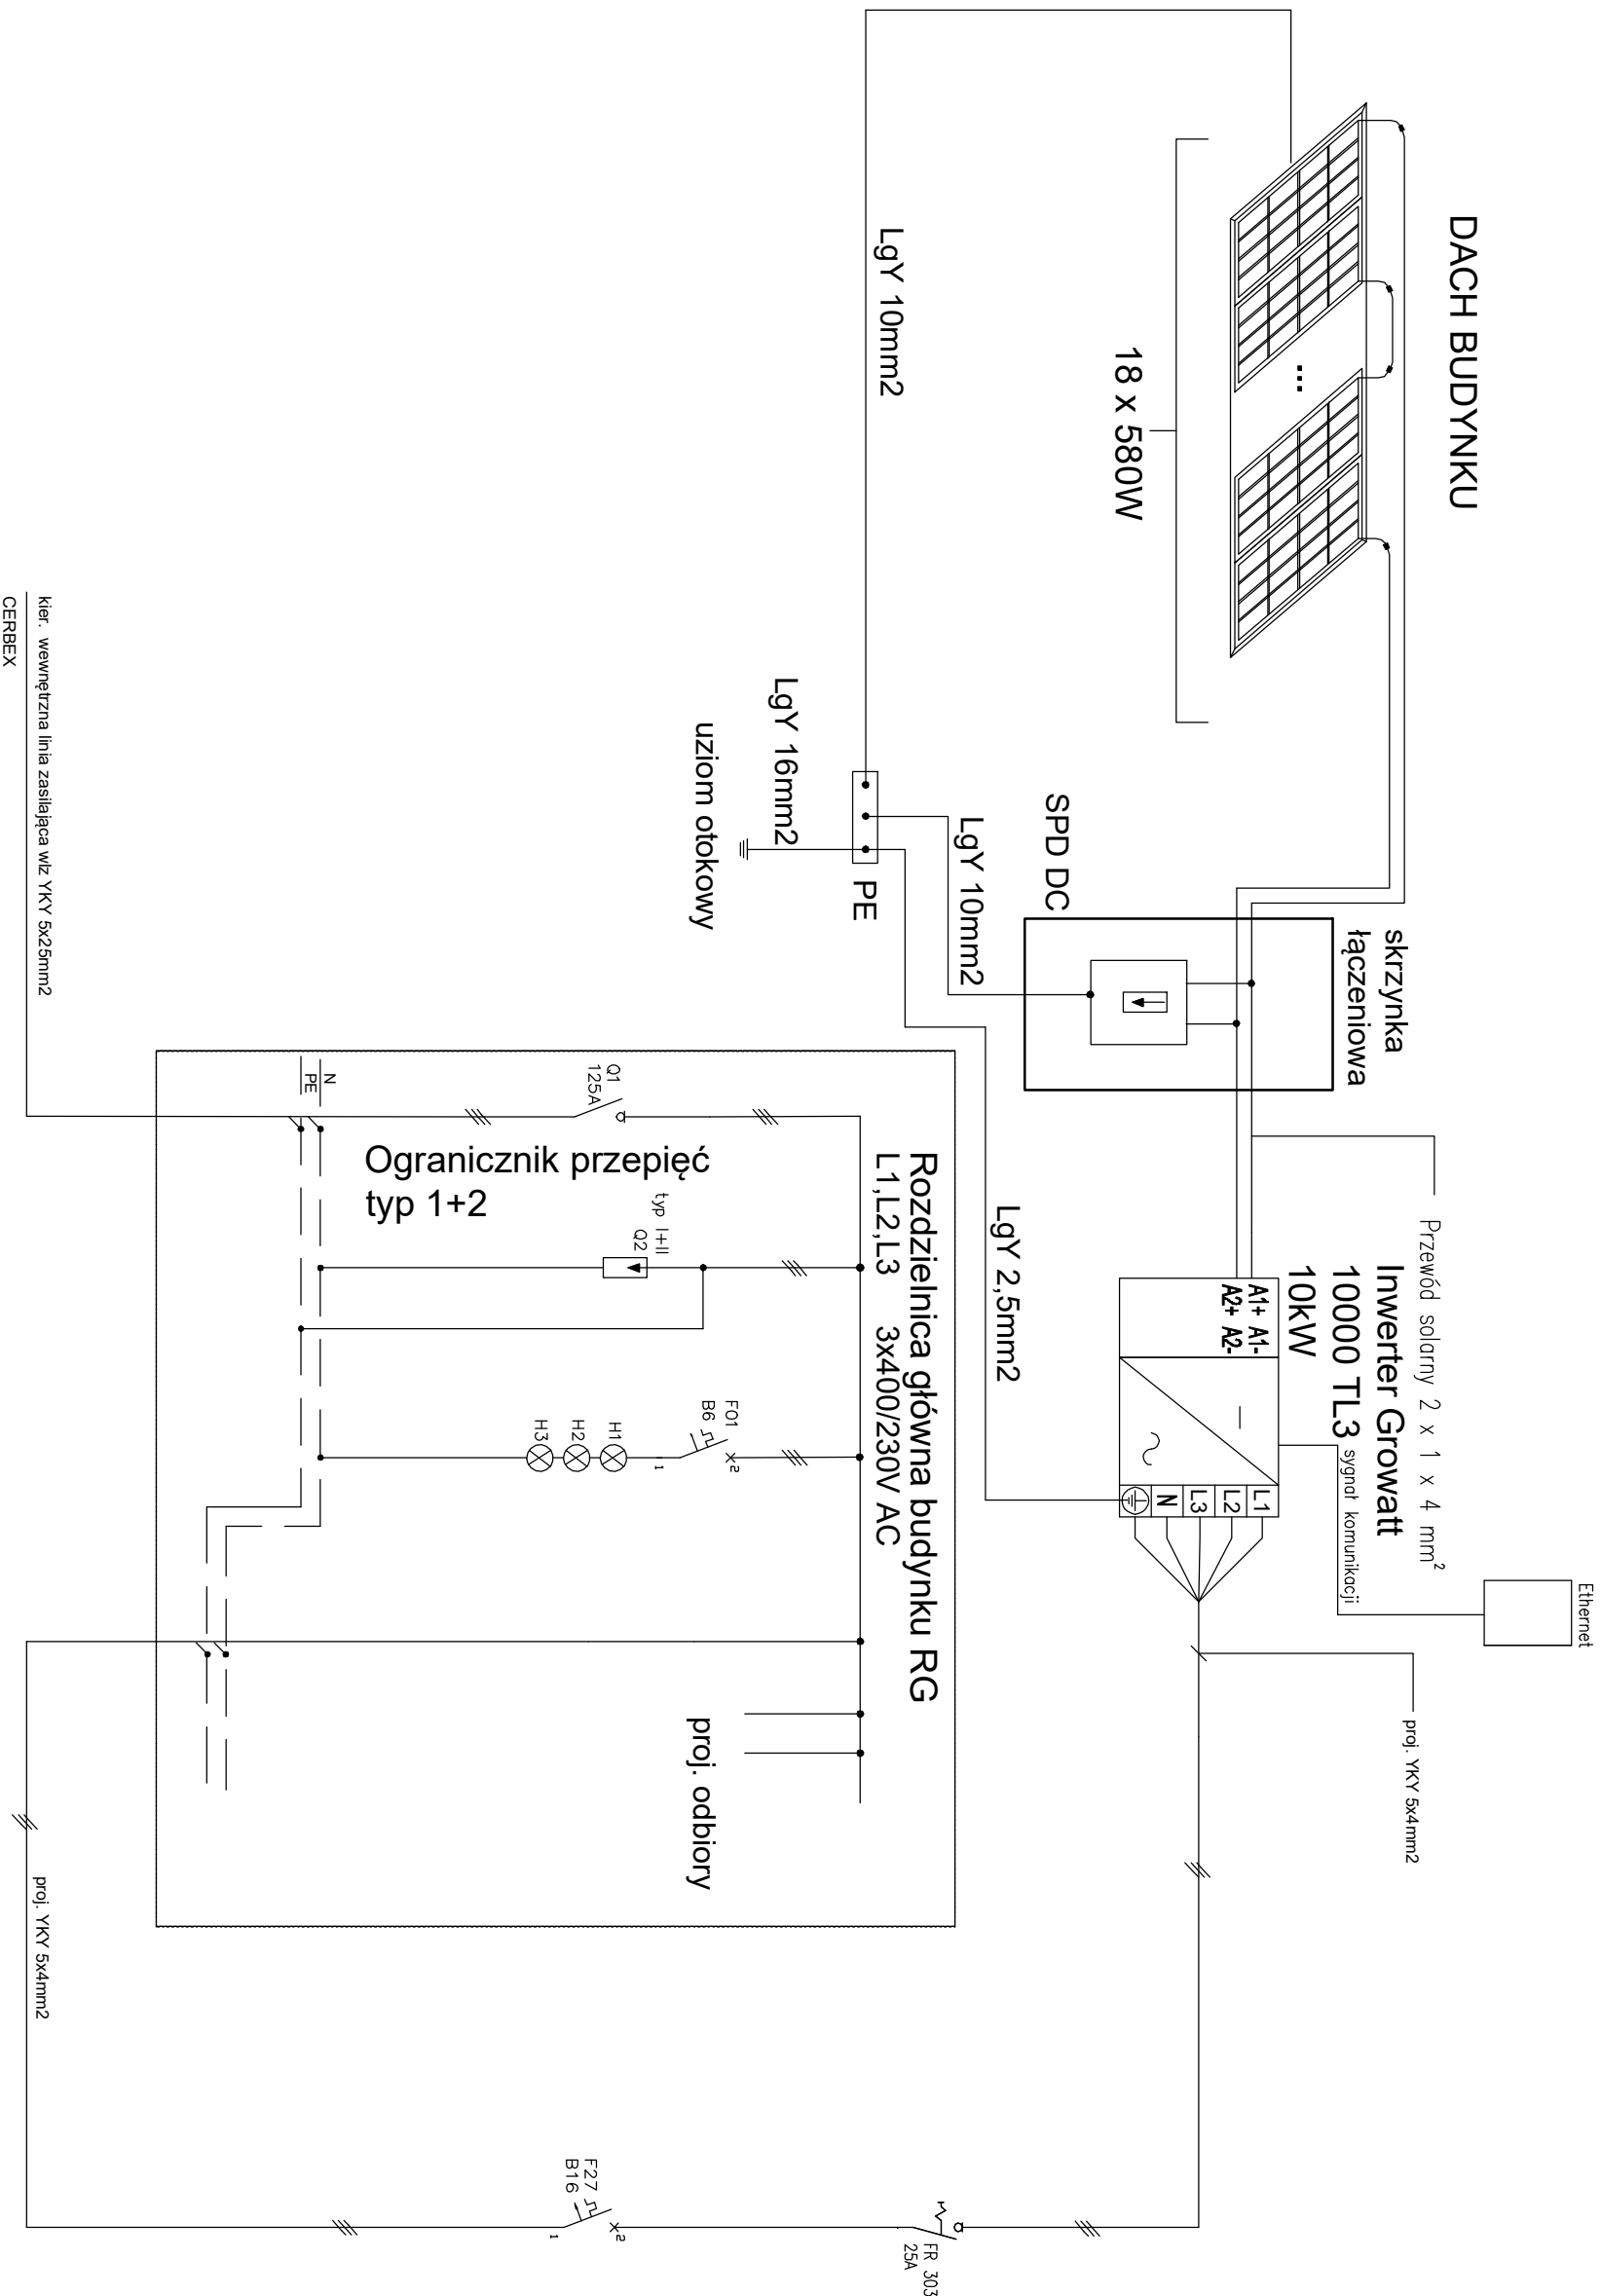 DACH BUDYNKU
18 x 580W
LgY 10mm2
skrzynka
łączeniowa
SPD DC
LgY 10mm2
PE
LgY 16mm2
uziom otokowy
Ethernet
Przewód solarny 2 x 1 x 4 mm²
Inwerter Growatt
10000 TL3
10kW
sygnał komunikacji
A1+ A1-
A2+ A2-
L1
L2
L3
N
LgY 2,5mm2
proj. YKY 5x4mm2
FR 303
25A
F27
B16
1
2
Rozdzielnica główna budynku RG
L1,L2,L3 3x400/230V AC
Q1
125A
N
PE
Ogranicznik przepięć
typ 1+2
typ I+II
Q2
F01
B6
1
2
H1
H2
H3
proj. odbiory
proj. YKY 5x4mm2
kier. wewnętrzna linia zasilająca wlz YKY 5x25mm2
CERBEX